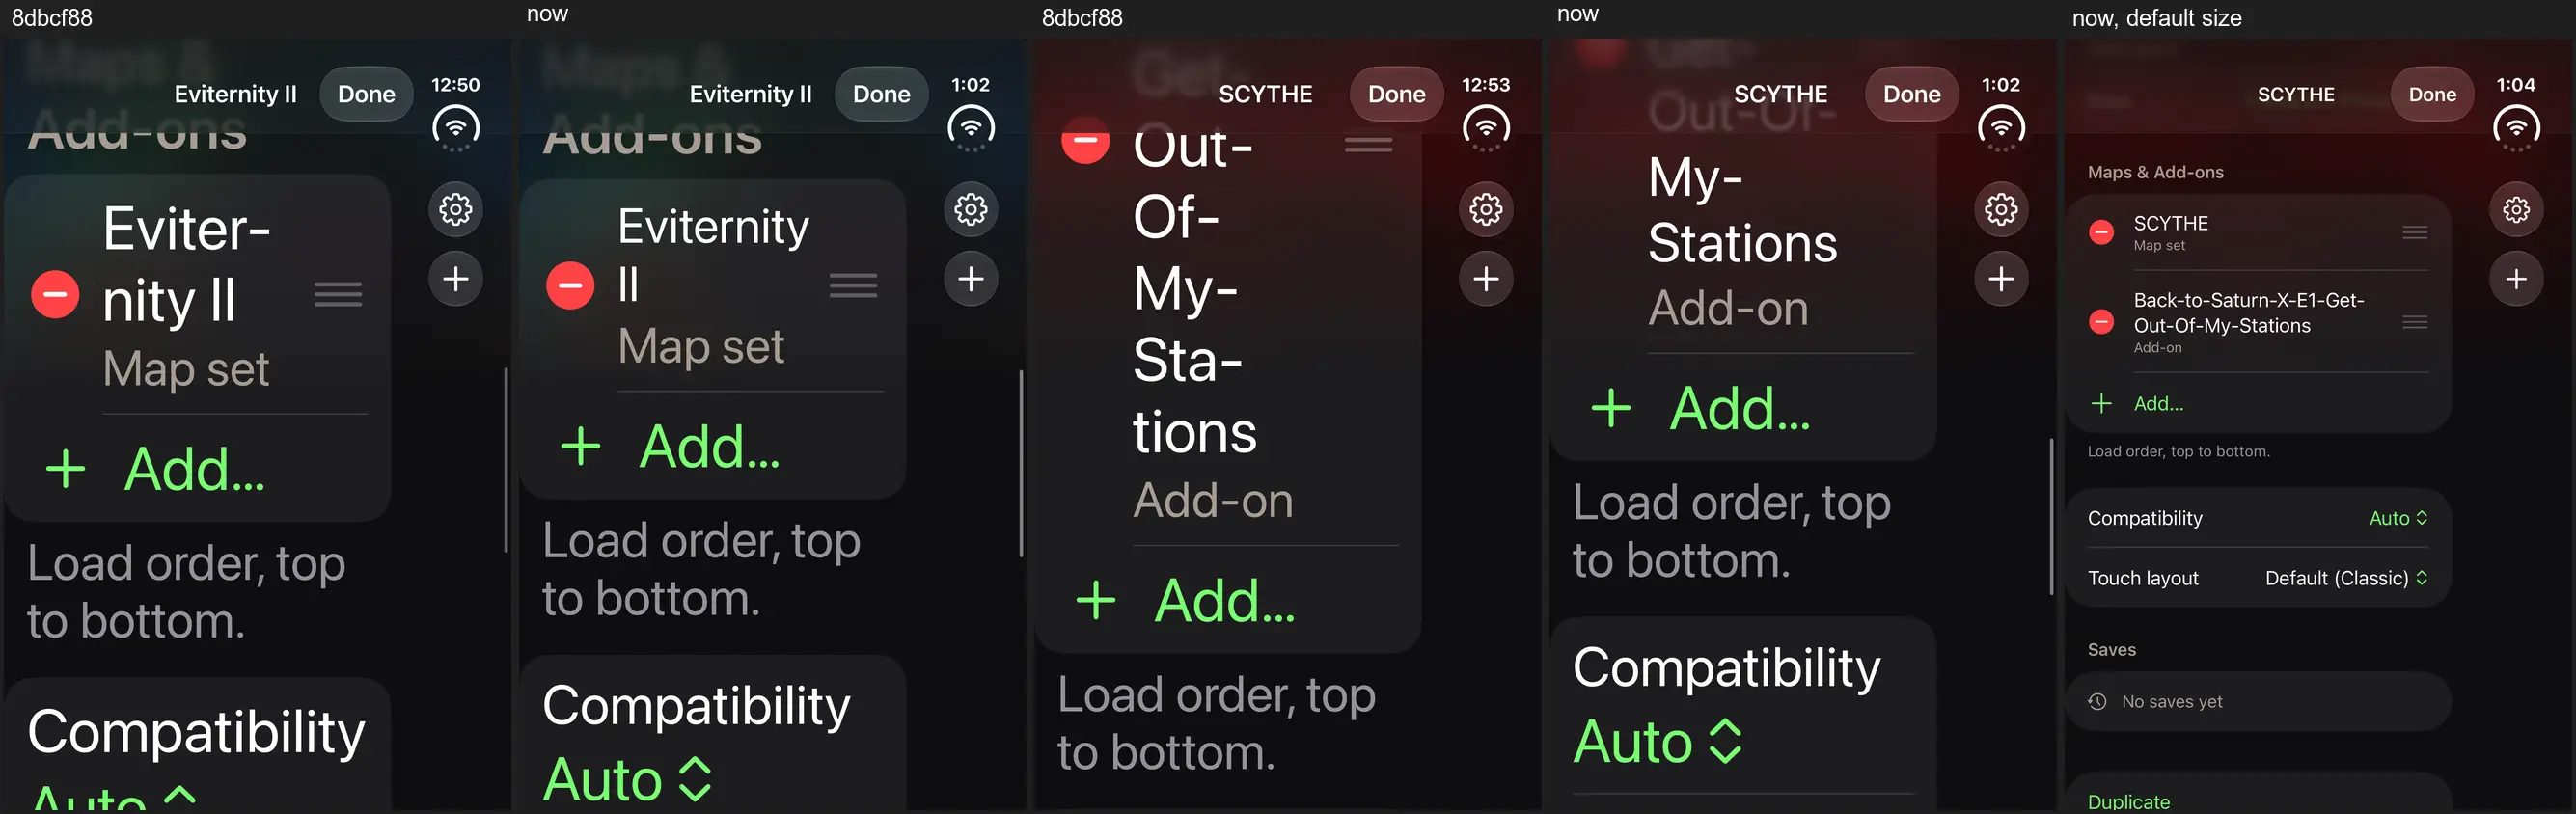 8dbcf88
Maps &
Add-ons
Eviternity II
Done
12:50
Eviter-
nity II
Map set
Add...
Load order, top
to bottom.
Compatibility
Auto
now
Maps &
Add-ons
Eviternity II
Done
1:02
Eviternity
II
Map set
Add...
Load order, top
to bottom.
Compatibility
Auto
8dbcf88
Get-
SCYTHE
Done
12:53
Out-
Of-
My-
Sta-
tions
Add-on
Add...
Load order, top
to bottom.
now
Get-
Out-Of-
SCYTHE
Done
1:02
My-
Stations
Add-on
Add...
Load order, top
to bottom.
Compatibility
Auto
now, default size
SCYTHE
Done
1:04
Maps & Add-ons
SCYTHE
Map set
Back-to-Saturn-X-E1-Get-
Out-Of-My-Stations
Add-on
Add...
Load order, top to bottom.
Compatibility
Auto
Touch layout
Default (Classic)
Saves
No saves yet
Duplicate